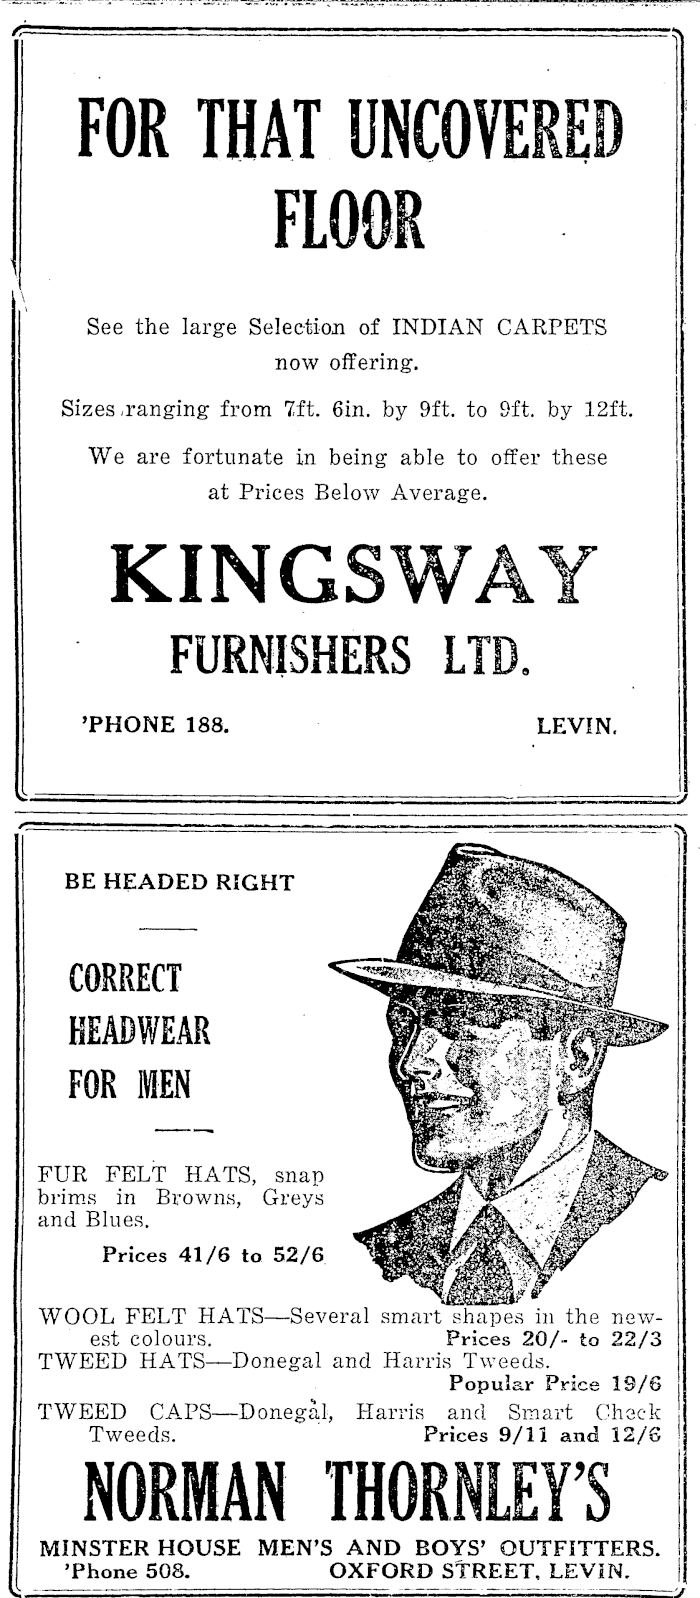 FOR THAT UNCOVERED
FLOOR
See the large Selection of INDIAN CARPETS
now offering.
Sizes ranging from 7ft. 6in. by 9ft. to 9ft. by 12ft.
We are fortunate in being able to offer these
at Prices Below Average.
KINGSWAY
FURNISHERS LTD.
'PHONE 188. LEVIN.
BE HEADED RIGHT
CORRECT
HEADWEAR
FOR MEN
FUR FELT HATS, snap
brims in Browns, Greys
and Blues.
Prices 41/6 to 52/6
WOOL FELT HATS—Several smart shapes in the new-
est colours. Prices 20/- to 22/3
TWEED HATS—Donegal and Harris Tweeds.
Popular Price 19/6
TWEED CAPS—Donegal, Harris and Smart Check
Tweeds. Prices 9/11 and 12/6
NORMAN THORNLEY'S
MINSTER HOUSE MEN'S AND BOYS' OUTFITTERS.
'Phone 508. OXFORD STREET, LEVIN.